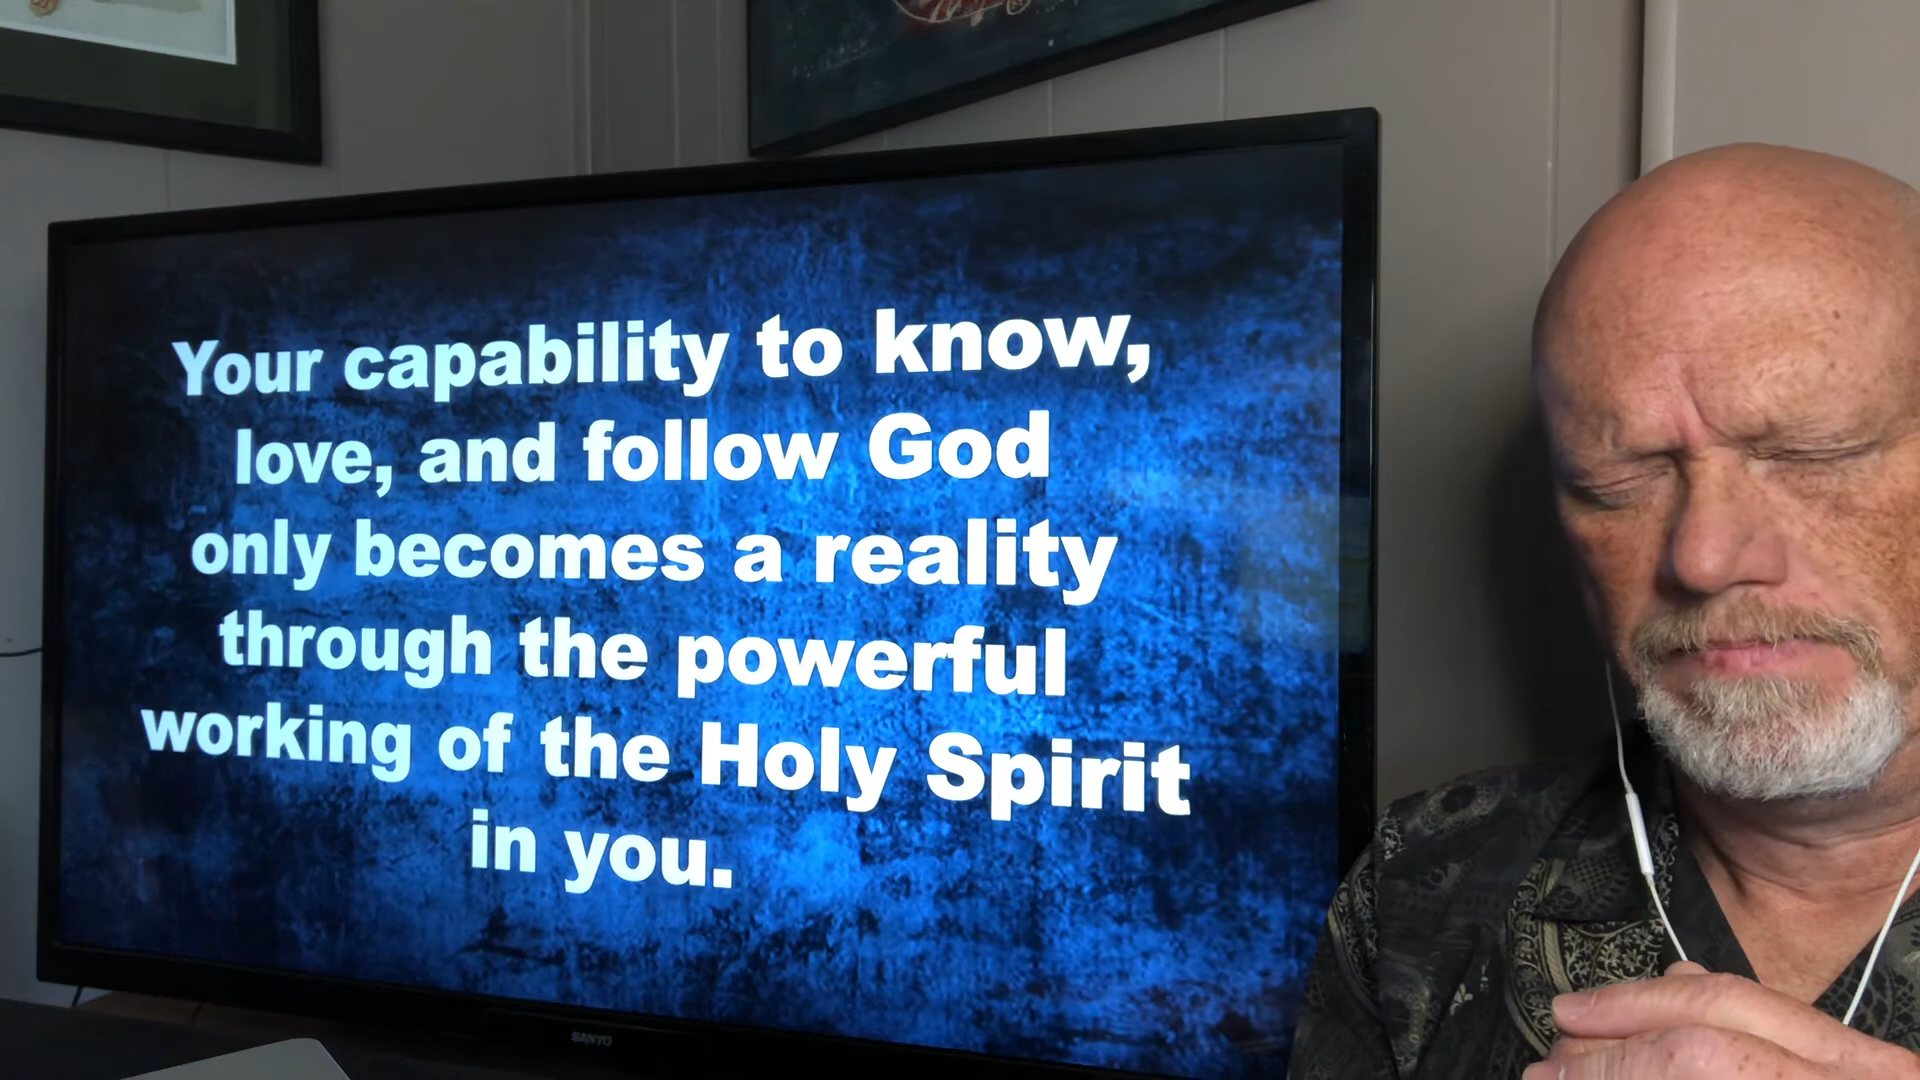 Your capability to know,
love, and follow God
only becomes a reality
through the powerful
working of the Holy Spirit
in you.
SANYO